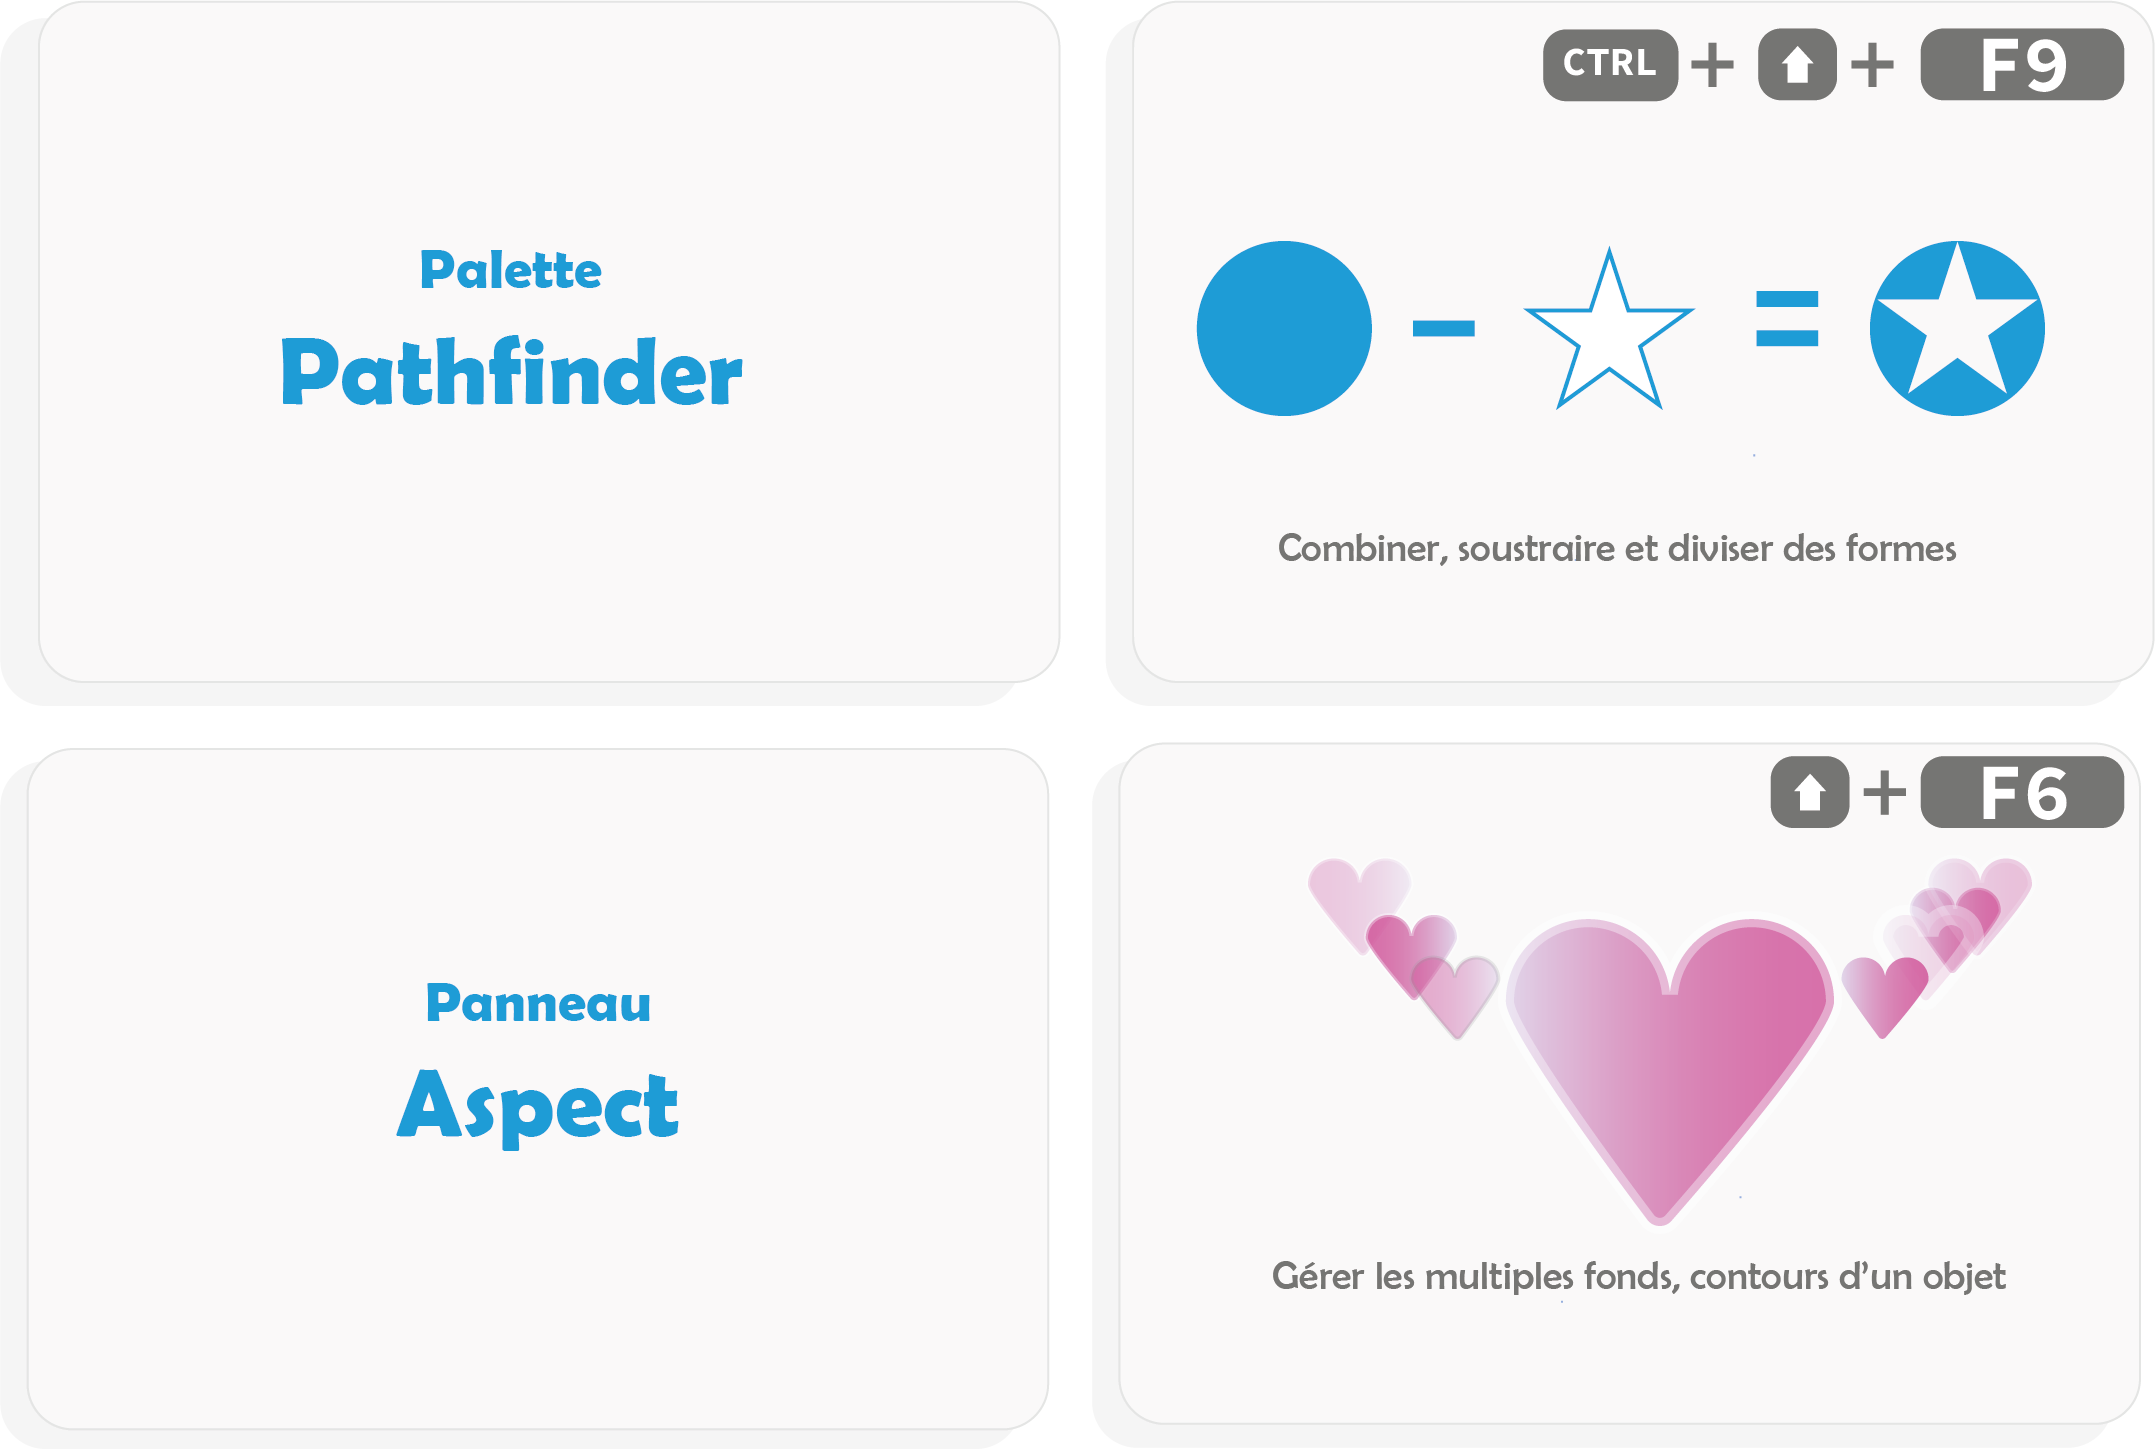 Palette
Pathfinder
CTRL + + F9
Combiner, soustraire et diviser des formes
Panneau
Aspect
+ F6
Gérer les multiples fonds, contours d’un objet